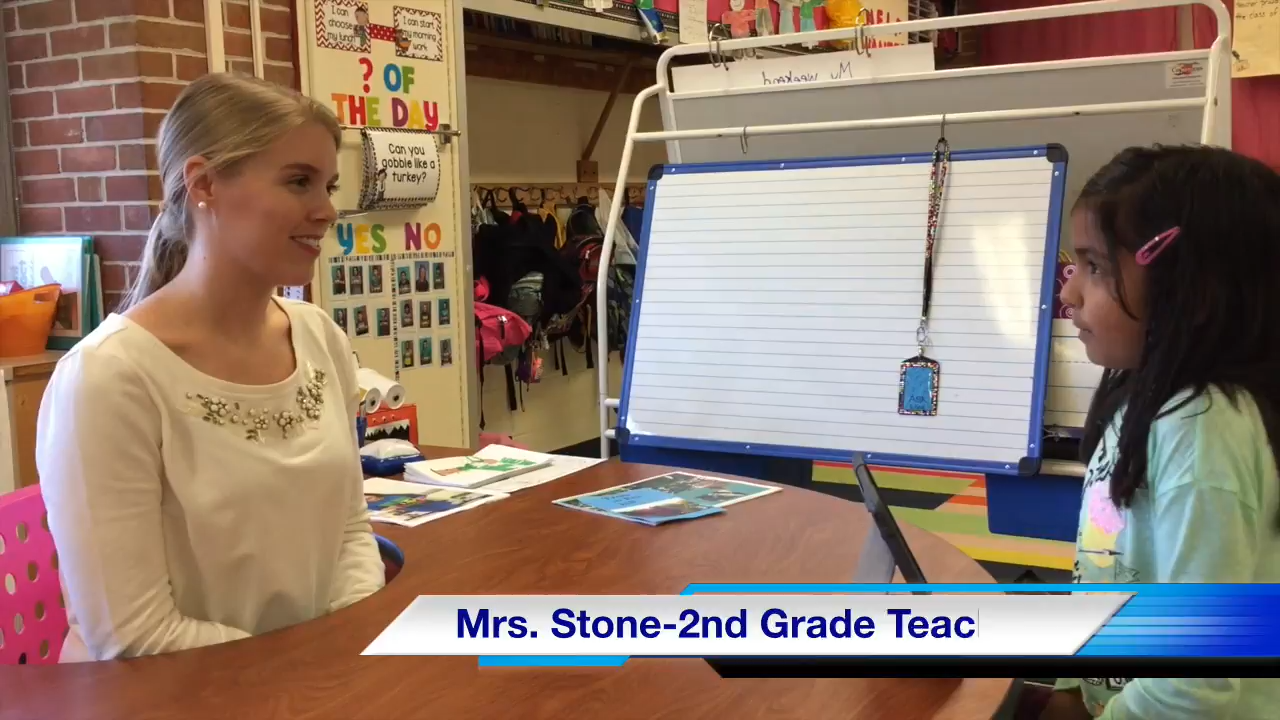 I can
choose
my lunch
I can start
my morning
work
? OF
THE DAY
Can you
gobble like a
turkey?
YES NO
My weekend
Mrs. Stone-2nd Grade Teac